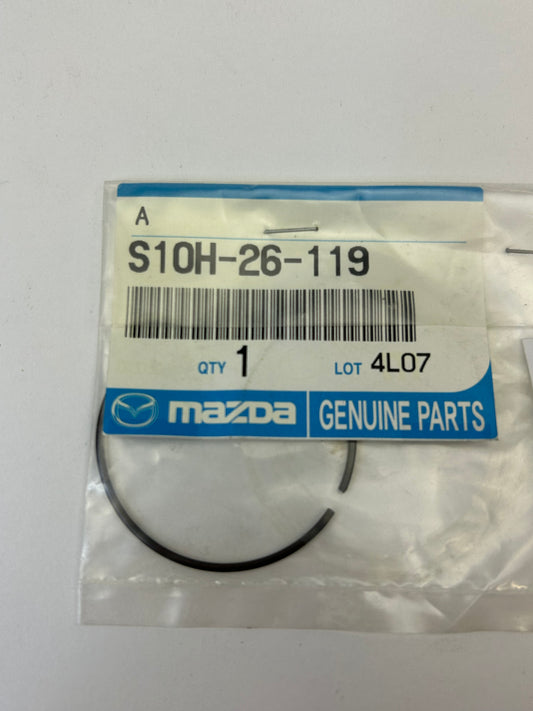 A
S10H-26-119
QTY 1 LOT 4L07
mazda GENUINE PARTS